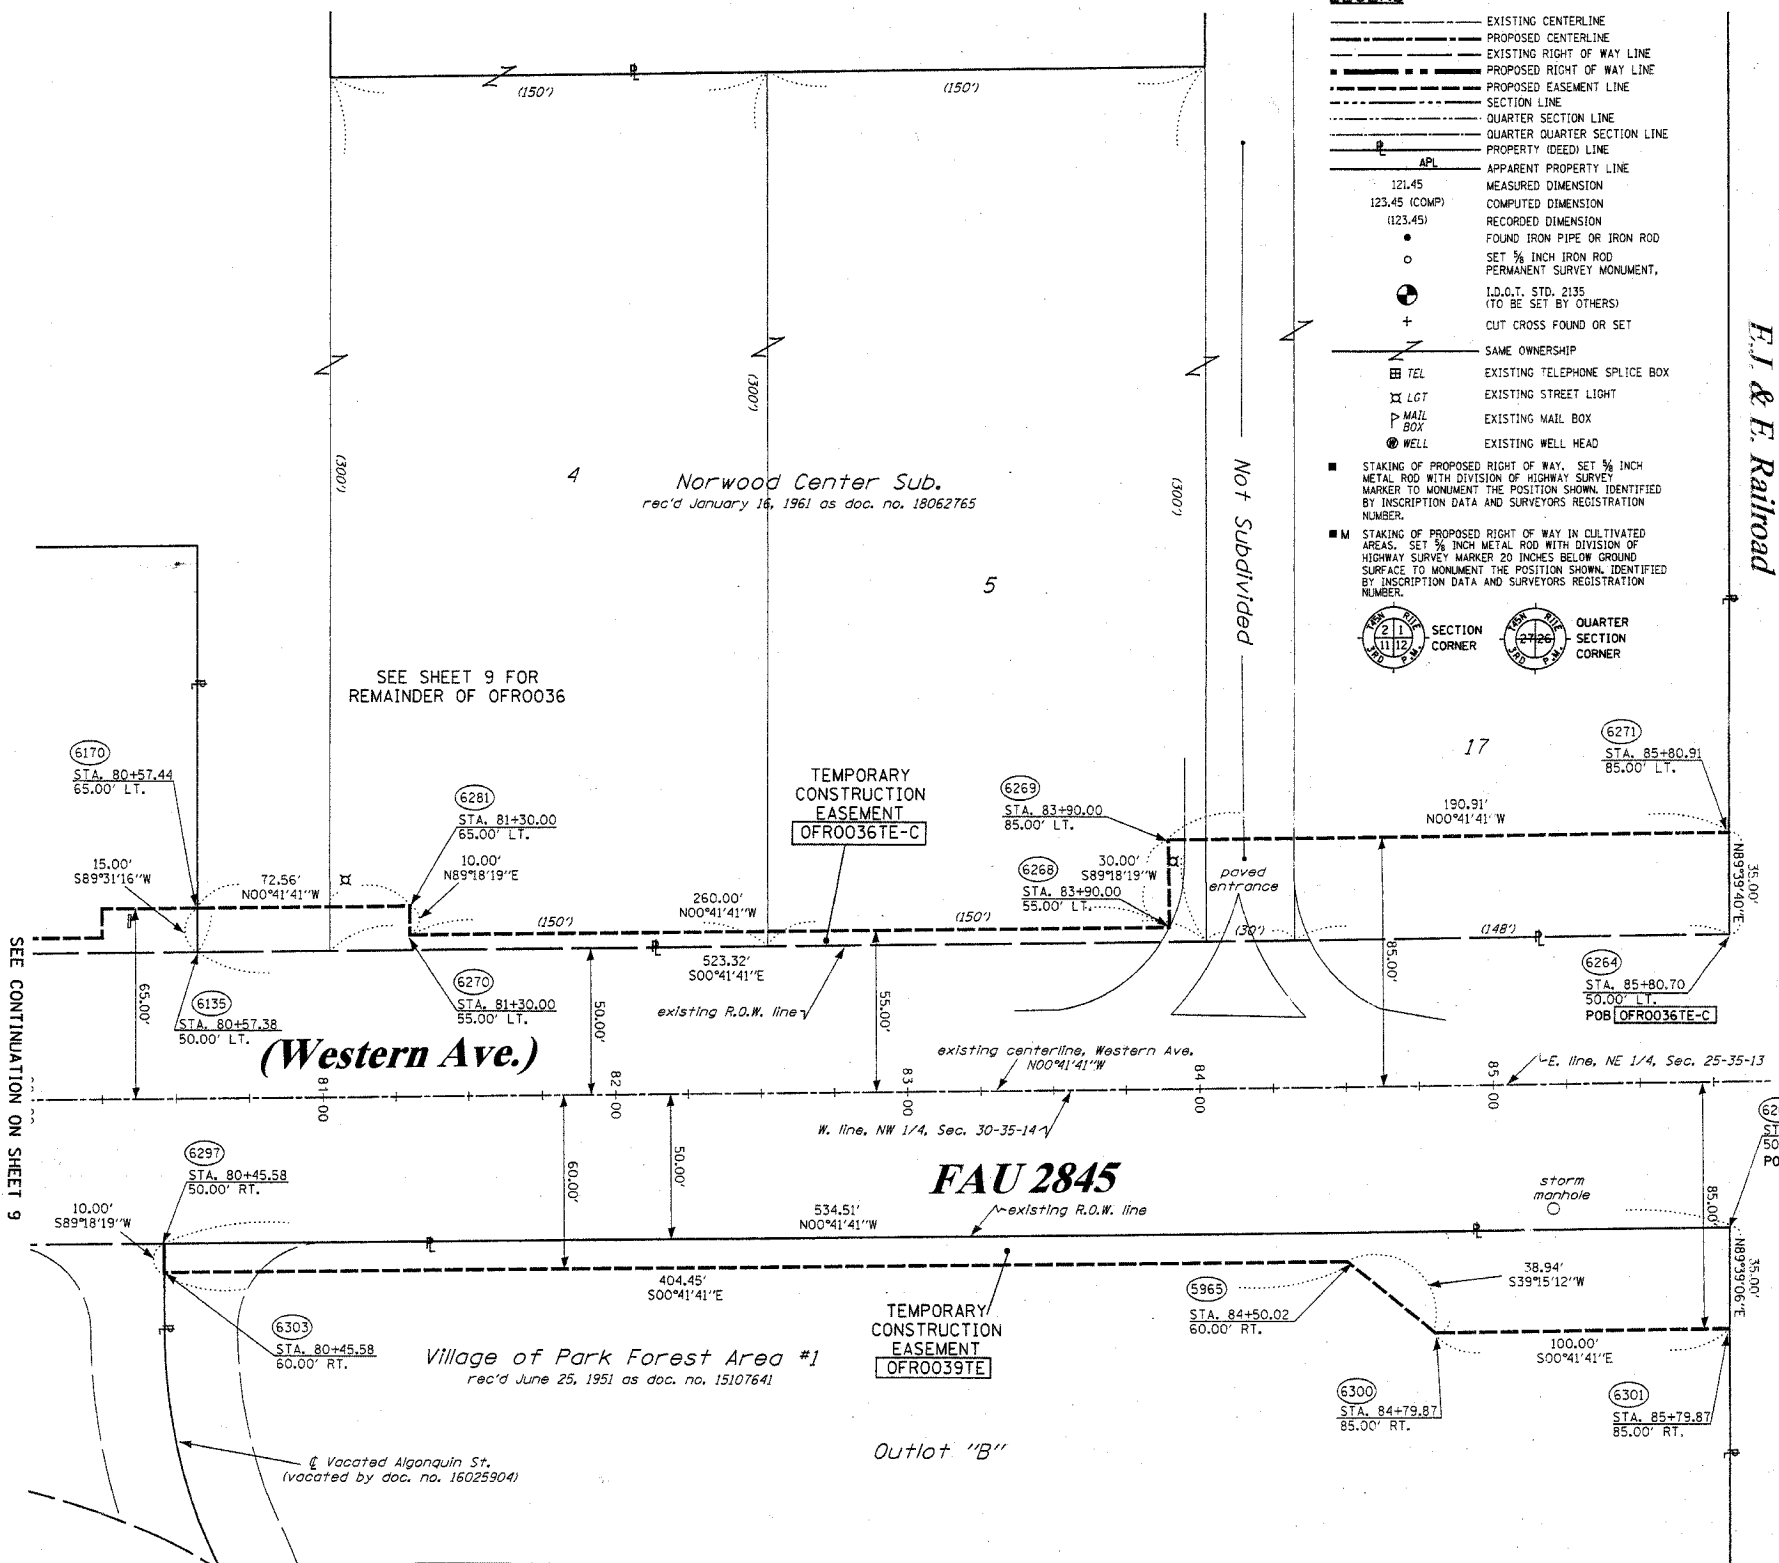 EXISTING CENTERLINE
PROPOSED CENTERLINE
EXISTING RIGHT OF WAY LINE
PROPOSED RIGHT OF WAY LINE
PROPOSED EASEMENT LINE
SECTION LINE
QUARTER SECTION LINE
QUARTER QUARTER SECTION LINE
PROPERTY (DEED) LINE
APL
APPARENT PROPERTY LINE
121.45 MEASURED DIMENSION
123.45 (COMP) COMPUTED DIMENSION
(123.45) RECORDED DIMENSION
FOUND IRON PIPE OR IRON ROD
SET 5/8 INCH IRON ROD
PERMANENT SURVEY MONUMENT,
I.D.O.T. STD. 2135
(TO BE SET BY OTHERS)
CUT CROSS FOUND OR SET
SAME OWNERSHIP
TEL EXISTING TELEPHONE SPLICE BOX
LGT EXISTING STREET LIGHT
MAIL
BOX
EXISTING MAIL BOX
WELL EXISTING WELL HEAD
■ STAKING OF PROPOSED RIGHT OF WAY. SET 5/8 INCH
METAL ROD WITH DIVISION OF HIGHWAY SURVEY
MARKER TO MONUMENT THE POSITION SHOWN. IDENTIFIED
BY INSCRIPTION DATA AND SURVEYORS REGISTRATION
NUMBER.
■ M STAKING OF PROPOSED RIGHT OF WAY IN CULTIVATED
AREAS. SET 5/8 INCH METAL ROD WITH DIVISION OF
HIGHWAY SURVEY MARKER 20 INCHES BELOW GROUND
SURFACE TO MONUMENT THE POSITION SHOWN. IDENTIFIED
BY INSCRIPTION DATA AND SURVEYORS REGISTRATION
NUMBER.
2 1
11 12
3RD P.M.
SECTION
CORNER
27 26
3RD P.M.
QUARTER
SECTION
CORNER
E.J. & E. Railroad
(150')
(150')
(300')
(300')
(300')
4
Norwood Center Sub.
rec'd January 16, 1961 as doc. no. 18062765
5
Not Subdivided
SEE SHEET 9 FOR
REMAINDER OF OFR0036
17
6170
STA. 80+57.44
65.00' LT.
6281
STA. 81+30.00
65.00' LT.
TEMPORARY
CONSTRUCTION
EASEMENT
OFR0036TE-C
6269
STA. 83+90.00
85.00' LT.
6271
STA. 85+80.91
85.00' LT.
190.91'
N00°41'41"W
15.00'
S89°31'16"W
72.56'
N00°41'41"W
10.00'
N89°18'19"E
260.00'
N00°41'41"W
6268
STA. 83+90.00
55.00' LT.
30.00'
S89°18'19"W
paved
entrance
35.00'
N89°39'40"E
(150')
(150')
(30')
(148')
523.32'
S00°41'41"E
6135
STA. 80+57.38
50.00' LT.
6270
STA. 81+30.00
55.00' LT.
existing R.O.W. line
6264
STA. 85+80.70
50.00' LT.
POB OFR0036TE-C
65.00'
50.00'
55.00'
85.00'
(Western Ave.)
existing centerline, Western Ave.
N00°41'41"W
E. line, NE 1/4, Sec. 25-35-13
81+00
82+00
83+00
84+00
85+00
W. line, NW 1/4, Sec. 30-35-14
SEE CONTINUATION ON SHEET 9
FAU 2845
6297
STA. 80+45.58
50.00' RT.
60.00'
50.00'
85.00'
storm
manhole
10.00'
S89°18'19"W
534.51'
N00°41'41"W
existing R.O.W. line
404.45'
S00°41'41"E
38.94'
S39°15'12"W
35.00'
N89°39'06"E
5965
STA. 84+50.02
60.00' RT.
TEMPORARY
CONSTRUCTION
EASEMENT
OFR0039TE
6303
STA. 80+45.58
60.00' RT.
Village of Park Forest Area #1
rec'd June 25, 1951 as doc. no. 15107641
100.00'
S00°41'41"E
6300
STA. 84+79.87
85.00' RT.
6301
STA. 85+79.87
85.00' RT.
Outlot "B"
℄ Vacated Algonquin St.
(vacated by doc. no. 16025904)